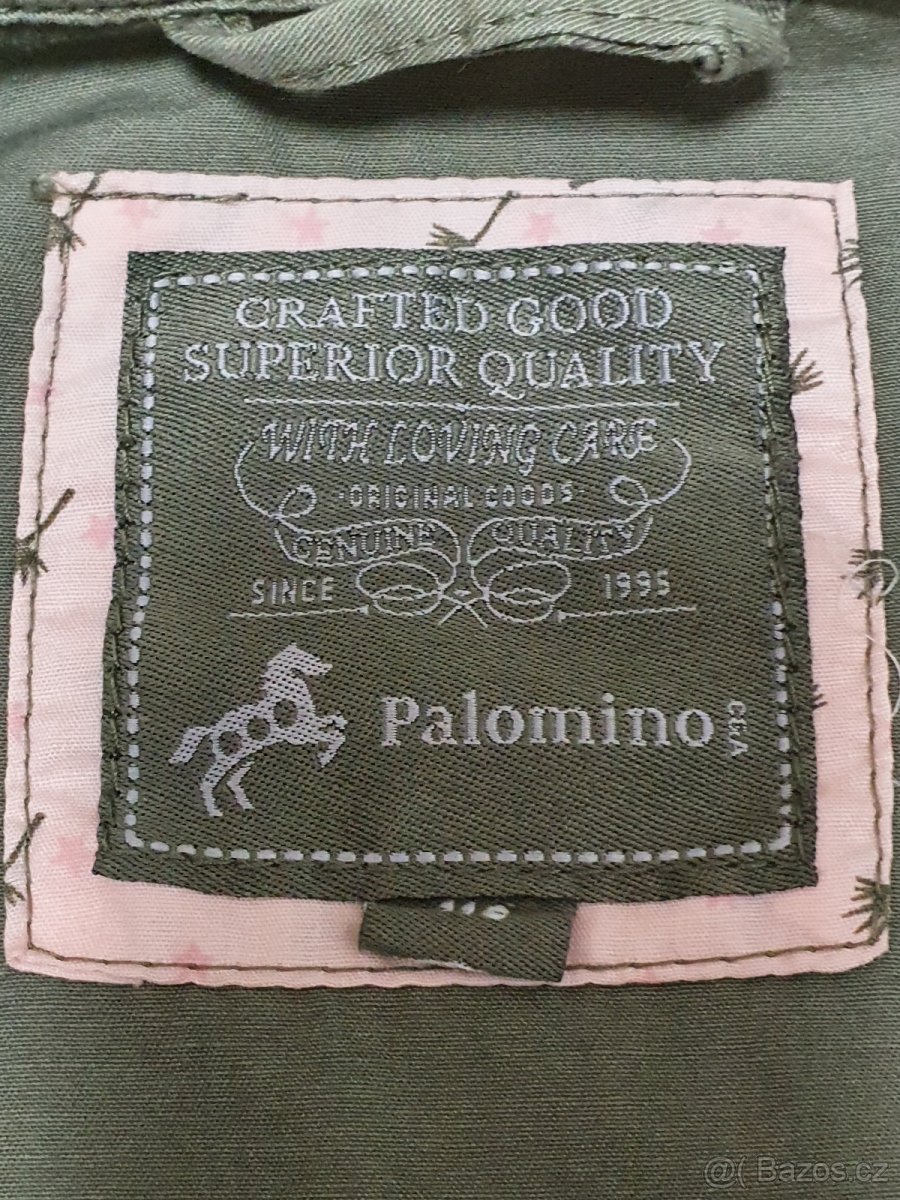 CRAFTED GOOD
SUPERIOR QUALITY
WITH LOVING CARE
-ORIGINAL GOODS-
GENUINE QUALITY
SINCE 1995
Palomino C&A
@( Bazos.cz